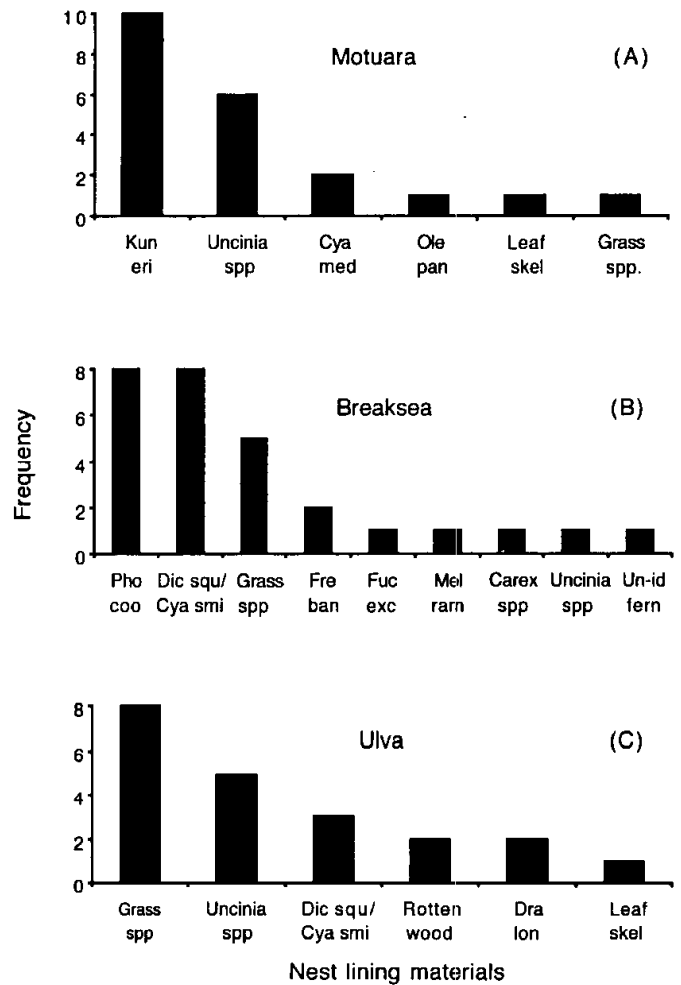 10
Motuara (A)
8
6
4
2
0
Kun Uncinia Cya Ole Leaf Grass
eri spp med pan skel spp.
8
Breaksea (B)
6
4
2
0
Frequency
Pho Dic squ/ Grass Fre Fuc Mel Carex Uncinia Un-id
coo Cya smi spp ban exc ram spp spp fern
8
Ulva (C)
6
4
2
0
Grass Uncinia Dic squ/ Rotten Dra Leaf
spp spp Cya smi wood lon skel
Nest lining materials